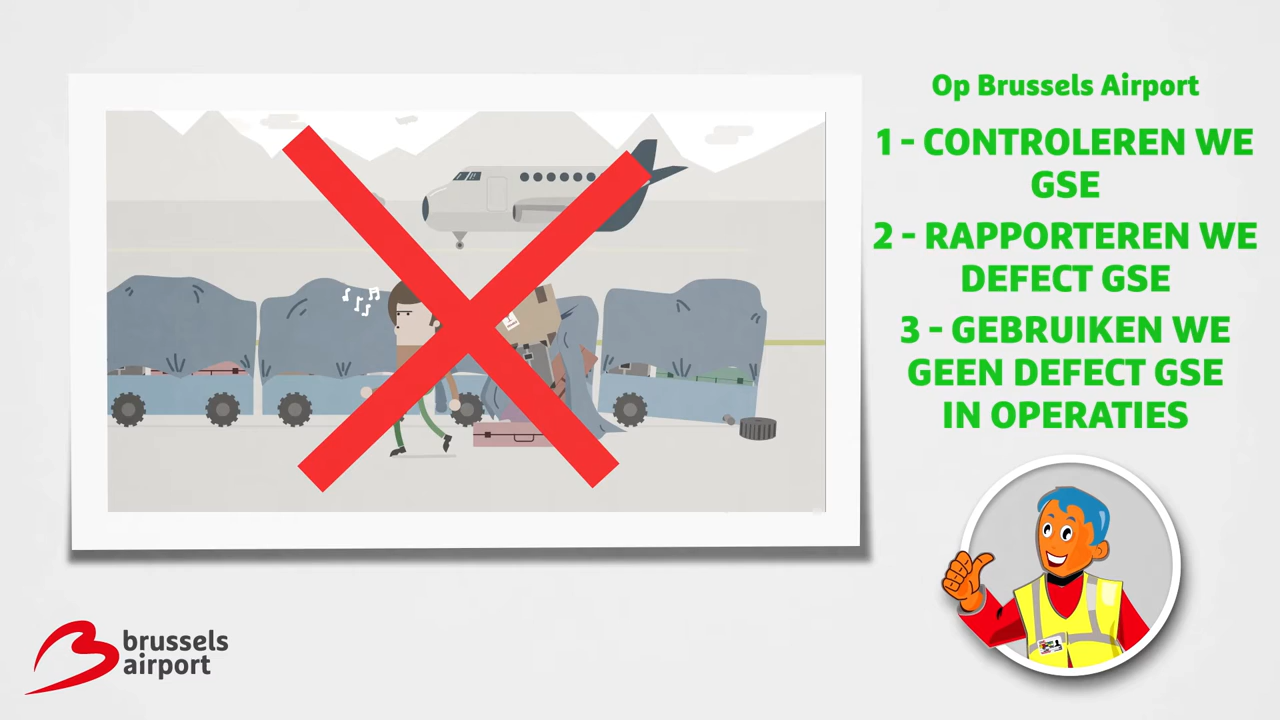 Op Brussels Airport
1 - CONTROLEREN WE
GSE
2 - RAPPORTEREN WE
DEFECT GSE
3 - GEBRUIKEN WE
GEEN DEFECT GSE
IN OPERATIES
brussels
airport